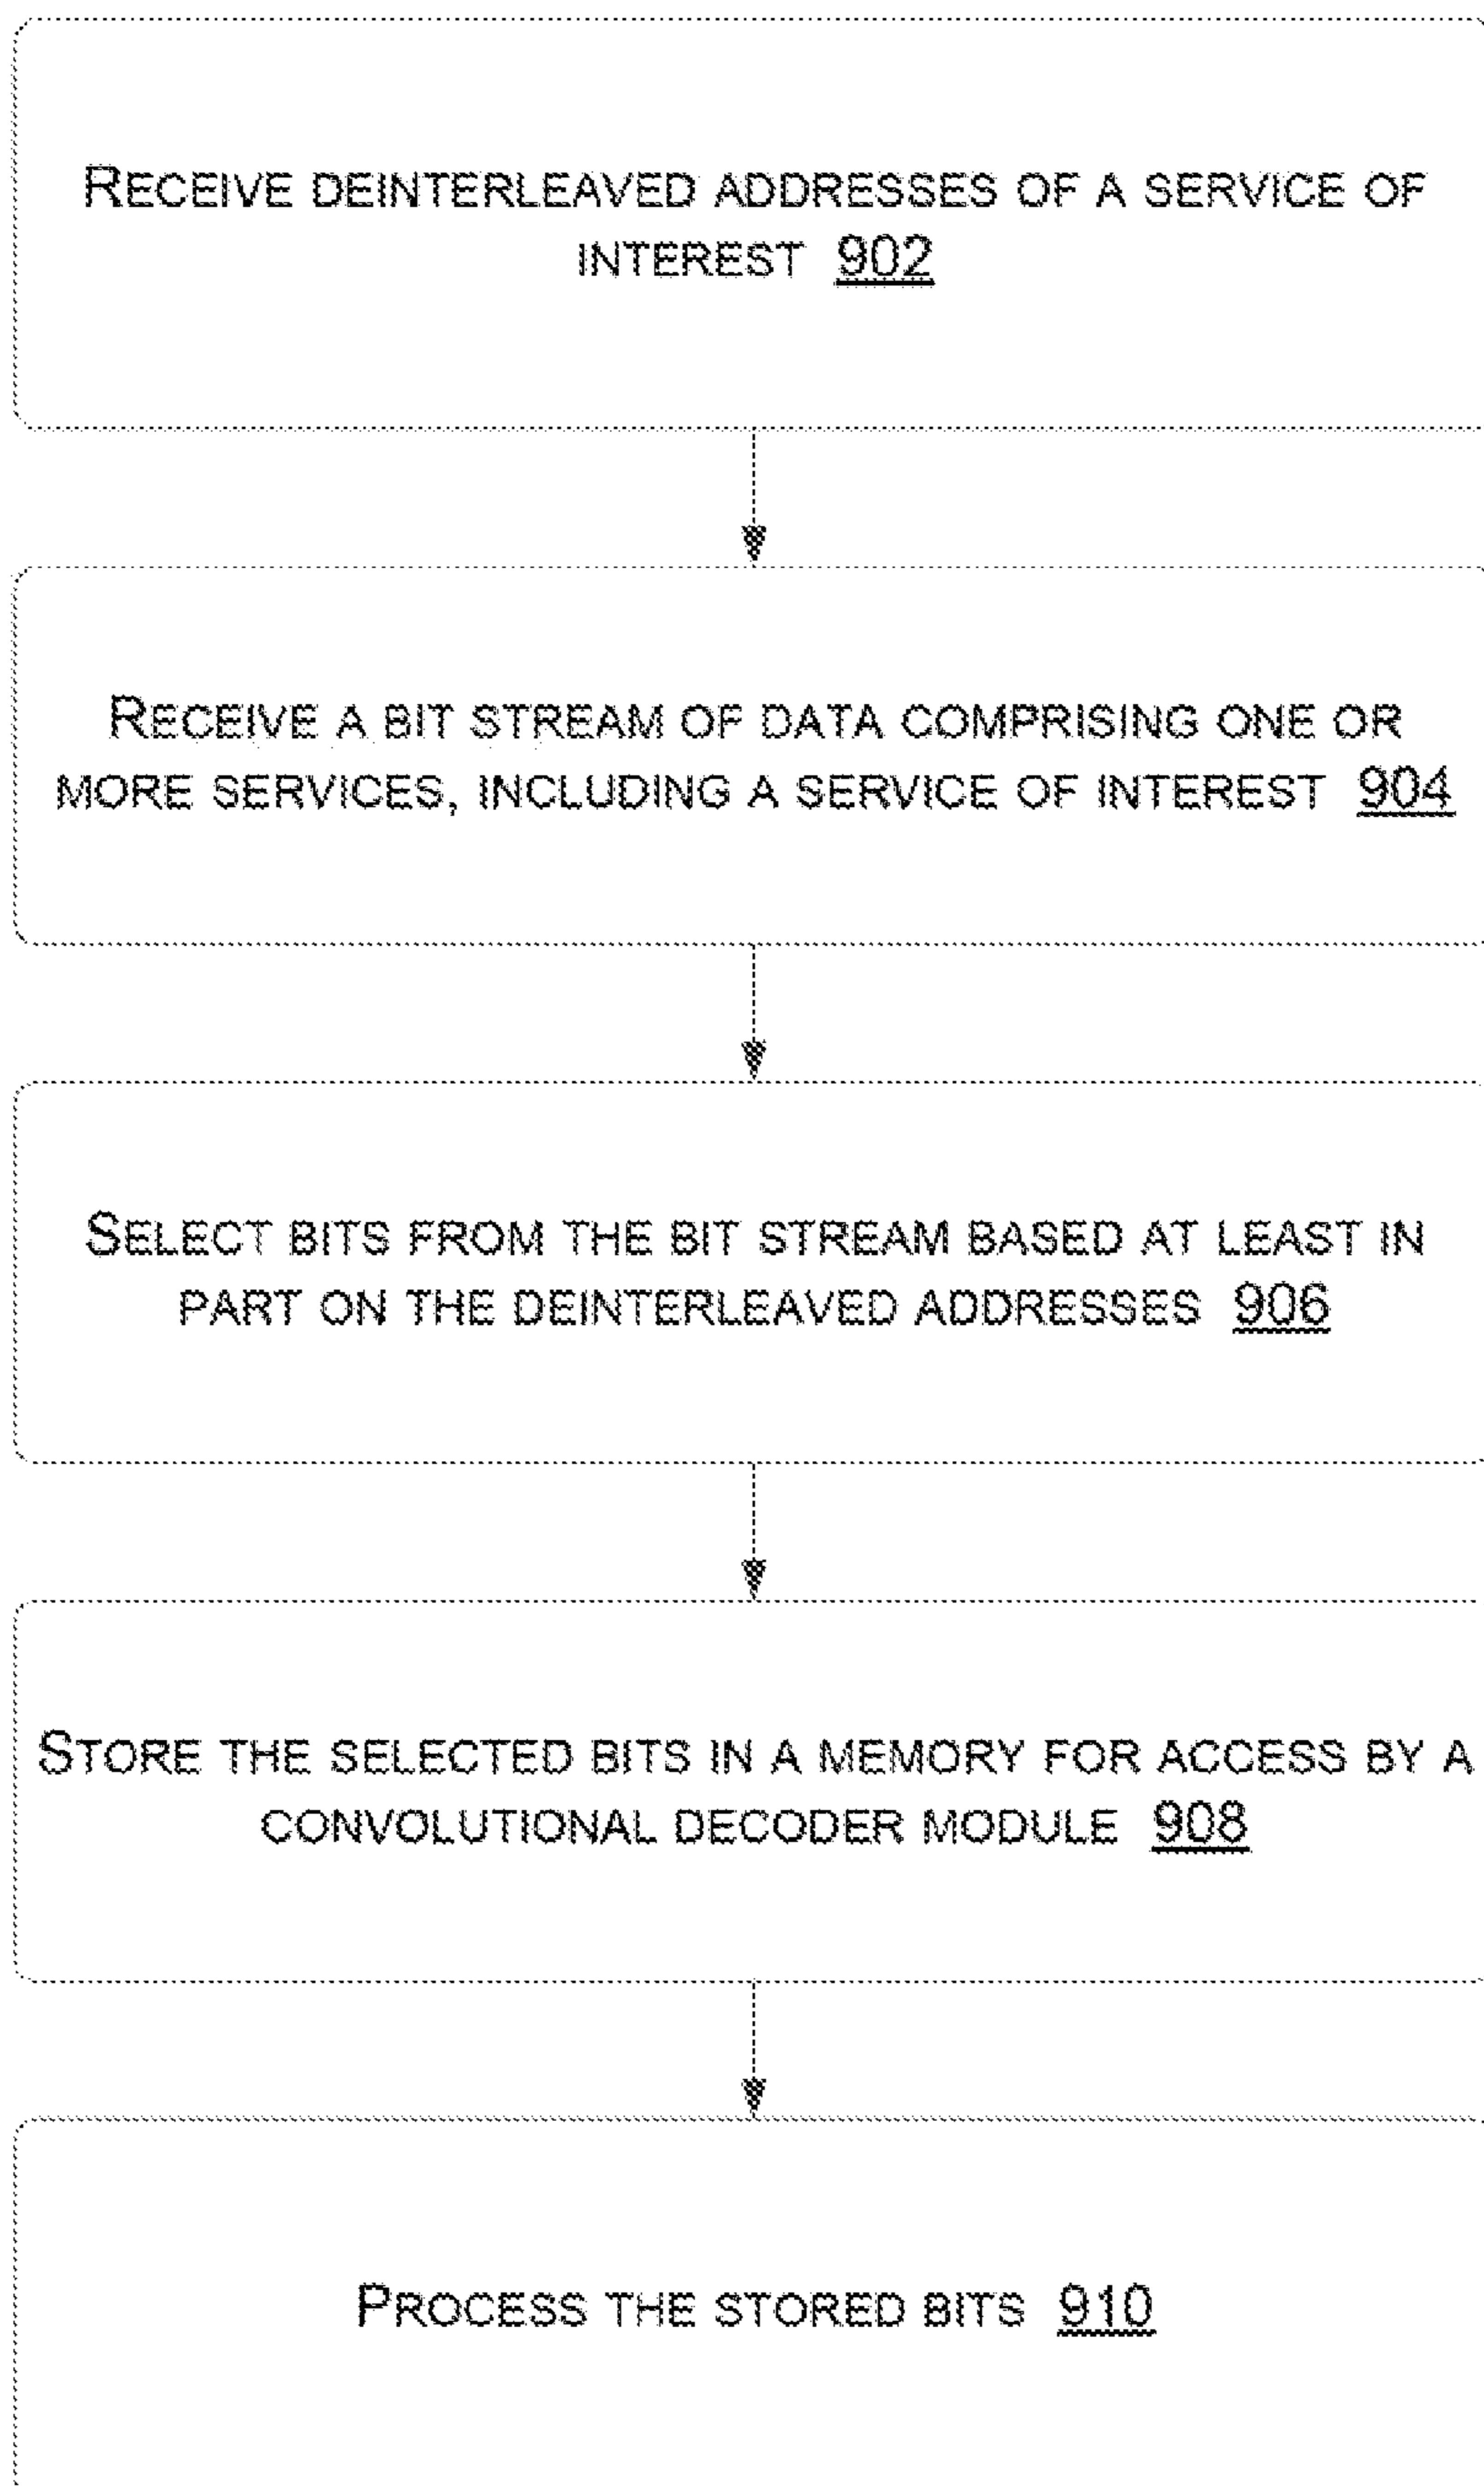 RECEIVE DEINTERLEAVED ADDRESSES OF A SERVICE OF
INTEREST 902
RECEIVE A BIT STREAM OF DATA COMPRISING ONE OR
MORE SERVICES, INCLUDING A SERVICE OF INTEREST 904
SELECT BITS FROM THE BIT STREAM BASED AT LEAST IN
PART ON THE DEINTERLEAVED ADDRESSES 906
STORE THE SELECTED BITS IN A MEMORY FOR ACCESS BY A
CONVOLUTIONAL DECODER MODULE 908
PROCESS THE STORED BITS 910